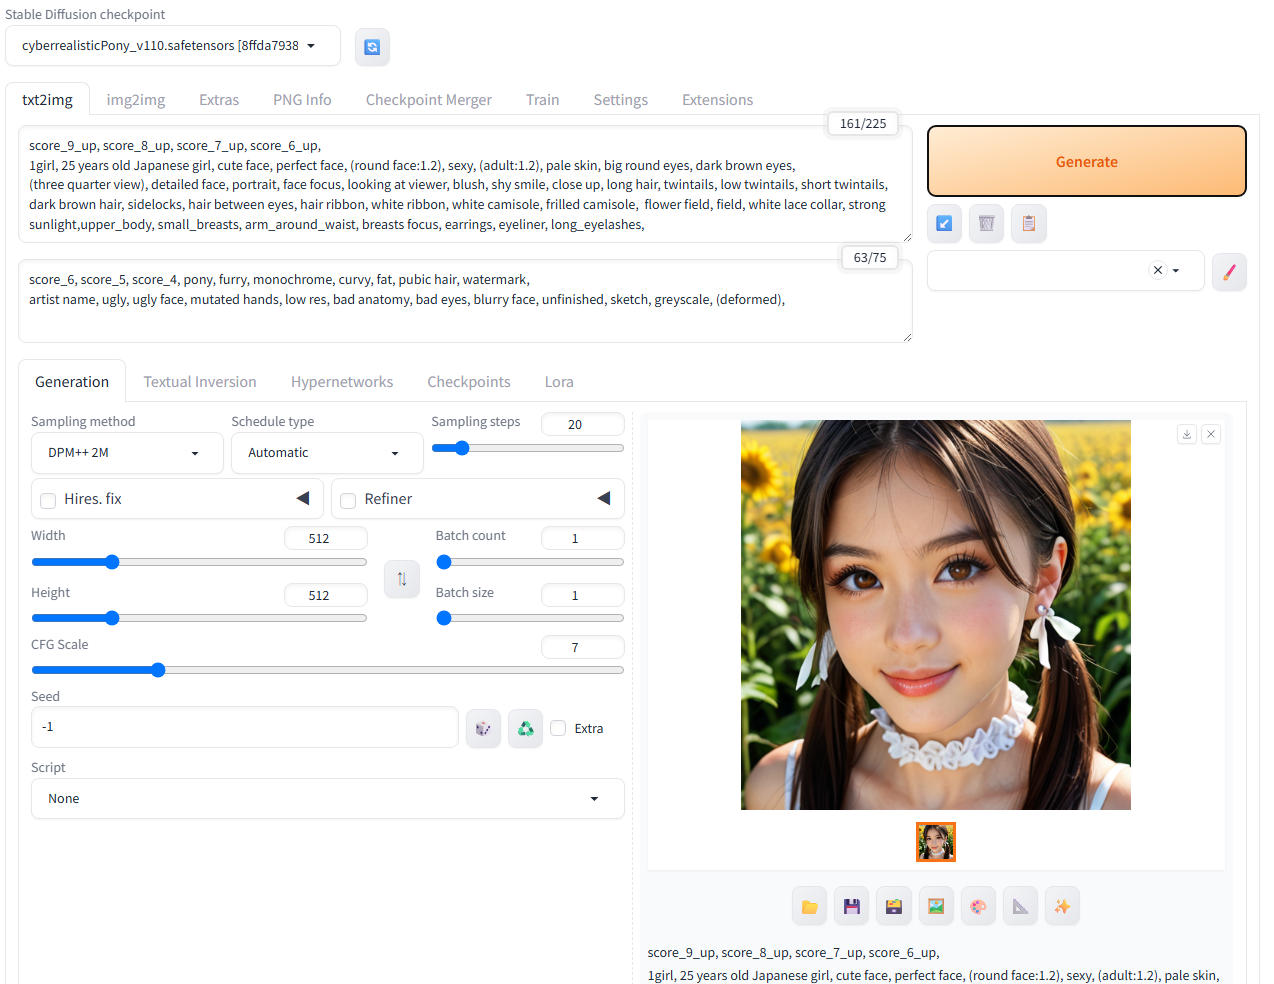 Stable Diffusion checkpoint
cyberrealisticPony_v110.safetensors [8ffda7938
txt2img
img2img
Extras
PNG Info
Checkpoint Merger
Train
Settings
Extensions
161/225
score_9_up, score_8_up, score_7_up, score_6_up,
1girl, 25 years old Japanese girl, cute face, perfect face, (round face:1.2), sexy, (adult:1.2), pale skin, big round eyes, dark brown eyes,
(three quarter view), detailed face, portrait, face focus, looking at viewer, blush, shy smile, close up, long hair, twintails, low twintails, short twintails,
dark brown hair, sidelocks, hair between eyes, hair ribbon, white ribbon, white camisole, frilled camisole,  flower field, field, white lace collar, strong
sunlight,upper_body, small_breasts, arm_around_waist, breasts focus, earrings, eyeliner, long_eyelashes,
Generate
63/75
score_6, score_5, score_4, pony, furry, monochrome, curvy, fat, pubic hair, watermark,
artist name, ugly, ugly face, mutated hands, low res, bad anatomy, bad eyes, blurry face, unfinished, sketch, greyscale, (deformed),
Generation
Textual Inversion
Hypernetworks
Checkpoints
Lora
Sampling method
Schedule type
Sampling steps
20
DPM++ 2M
Automatic
Hires. fix
Refiner
Width
512
Batch count
1
Height
512
Batch size
1
CFG Scale
7
Seed
-1
Extra
Script
None
score_9_up, score_8_up, score_7_up, score_6_up,
1girl, 25 years old Japanese girl, cute face, perfect face, (round face:1.2), sexy, (adult:1.2), pale skin,